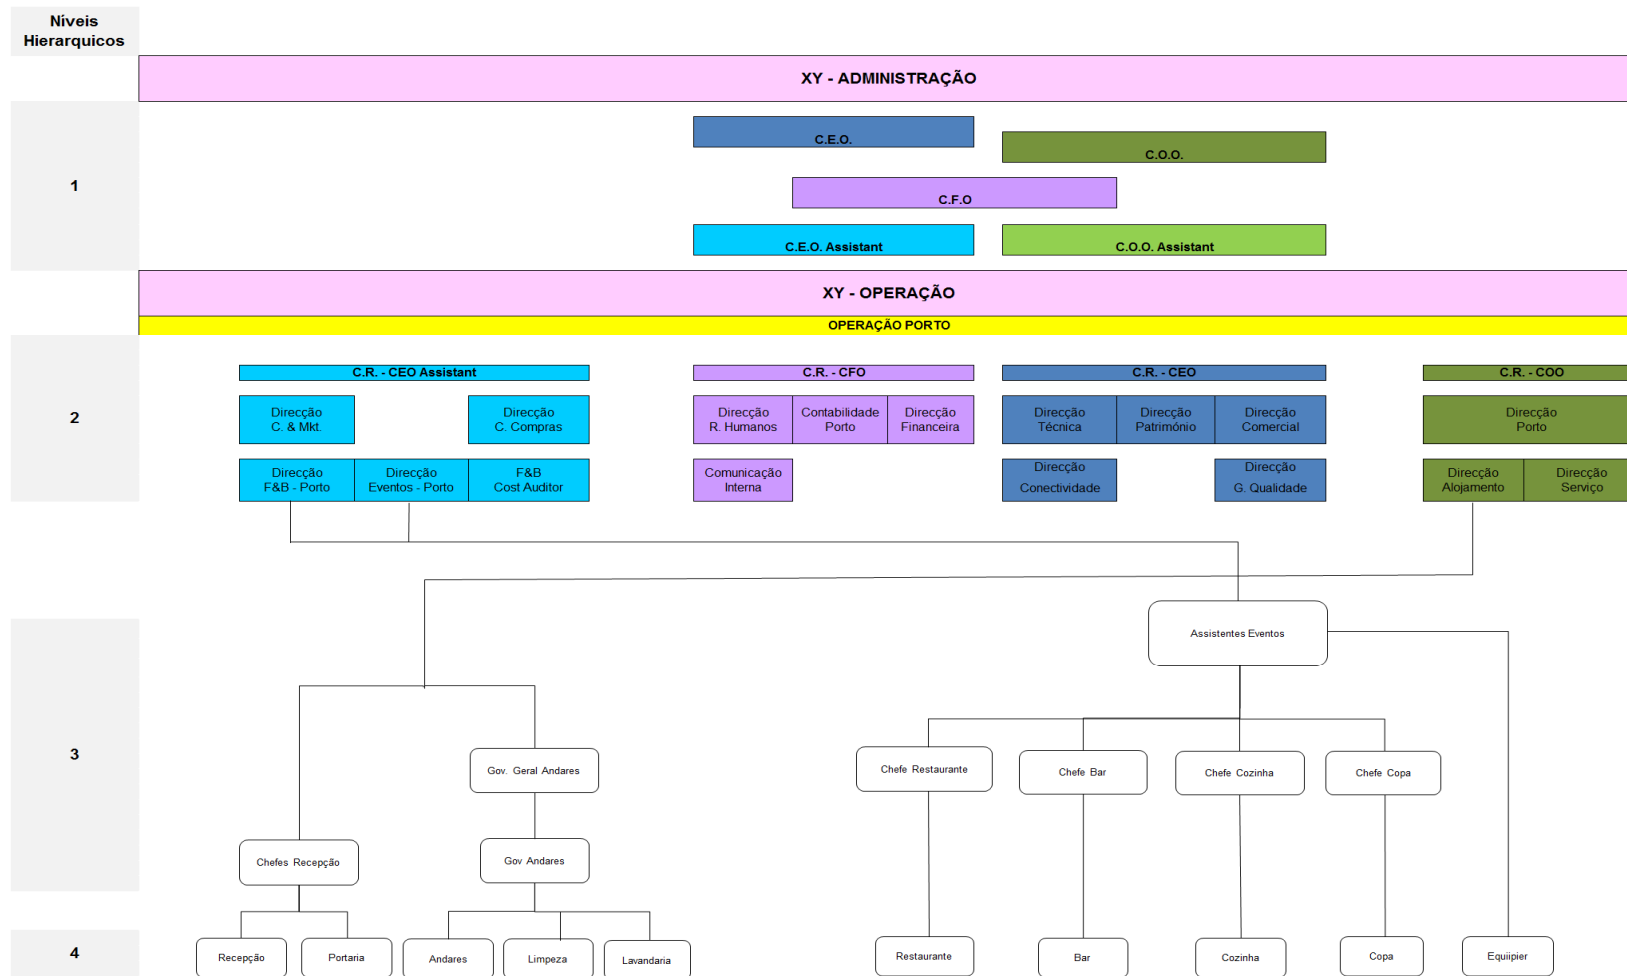 Níveis
Hierarquicos
XY - ADMINISTRAÇÃO
1
C.E.O.
C.O.O.
C.F.O
C.E.O. Assistant
C.O.O. Assistant
XY - OPERAÇÃO
OPERAÇÃO PORTO
2
C.R. - CEO Assistant
C.R. - CFO
C.R. - CEO
C.R. - COO
Direcção
C. & Mkt.
Direcção
C. Compras
Direcção
R. Humanos
Contabilidade
Porto
Direcção
Financeira
Direcção
Técnica
Direcção
Património
Direcção
Comercial
Direcção
Porto
Direcção
F&B - Porto
Direcção
Eventos - Porto
F&B
Cost Auditor
Comunicação
Interna
Direcção
Conectividade
Direcção
G. Qualidade
Direcção
Alojamento
Direcção
Serviço
3
Assistentes Eventos
Gov. Geral Andares
Chefe Restaurante
Chefe Bar
Chefe Cozinha
Chefe Copa
Chefes Recepção
Gov Andares
4
Recepção
Portaria
Andares
Limpeza
Lavandaria
Restaurante
Bar
Cozinha
Copa
Equiipier